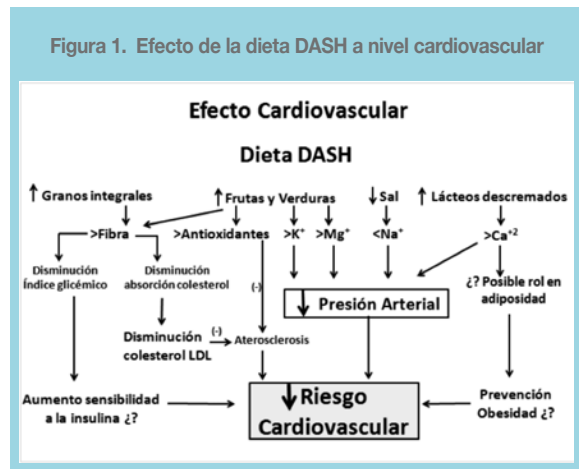 Figura 1. Efecto de la dieta DASH a nivel cardiovascular
Efecto Cardiovascular
Dieta DASH
↑ Granos integrales
↑ Frutas y Verduras
↓ Sal
↑ Lácteos descremados
>Fibra
>Antioxidantes
>K⁺
>Mg⁺
<Na⁺
>Ca⁺²
Disminución
Índice glicémico
Disminución
absorción colesterol
(-)
¿? Posible rol en
adiposidad
↓ Presión Arterial
Disminución
colesterol LDL
(-)
Aterosclerosis
Aumento sensibilidad
a la insulina ¿?
↓ Riesgo
Cardiovascular
Prevención
Obesidad ¿?